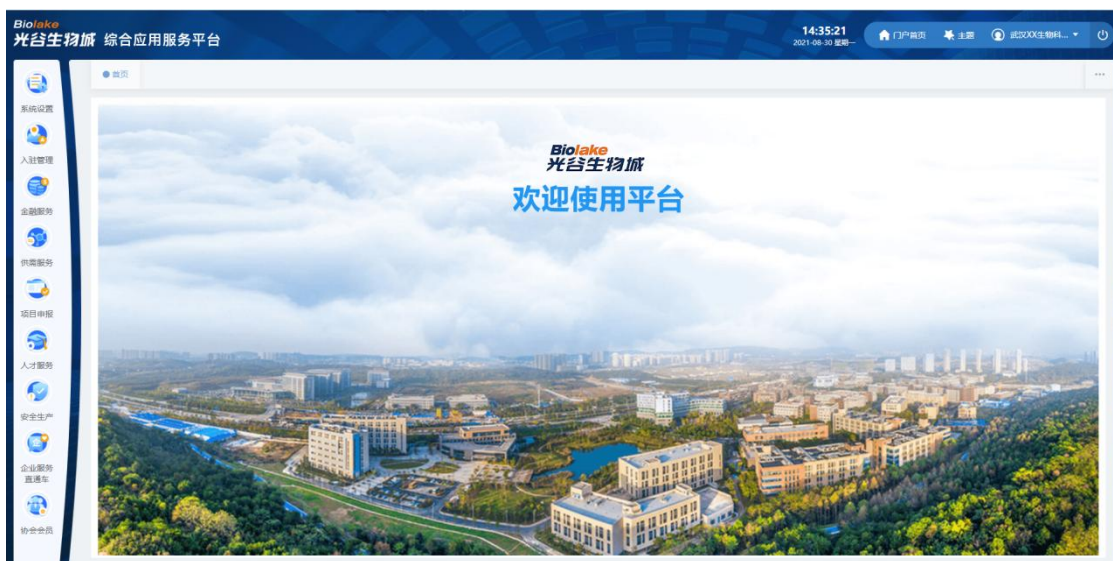 Biolake
光谷生物城 综合应用服务平台
14:35:21
2021-08-30 星期一
门户首页
主题
武汉XX生物科...
首页
系统设置
入驻管理
金融服务
供需服务
项目申报
人才服务
安全生产
企业服务
直通车
协会会员
Biolake
光谷生物城
欢迎使用平台